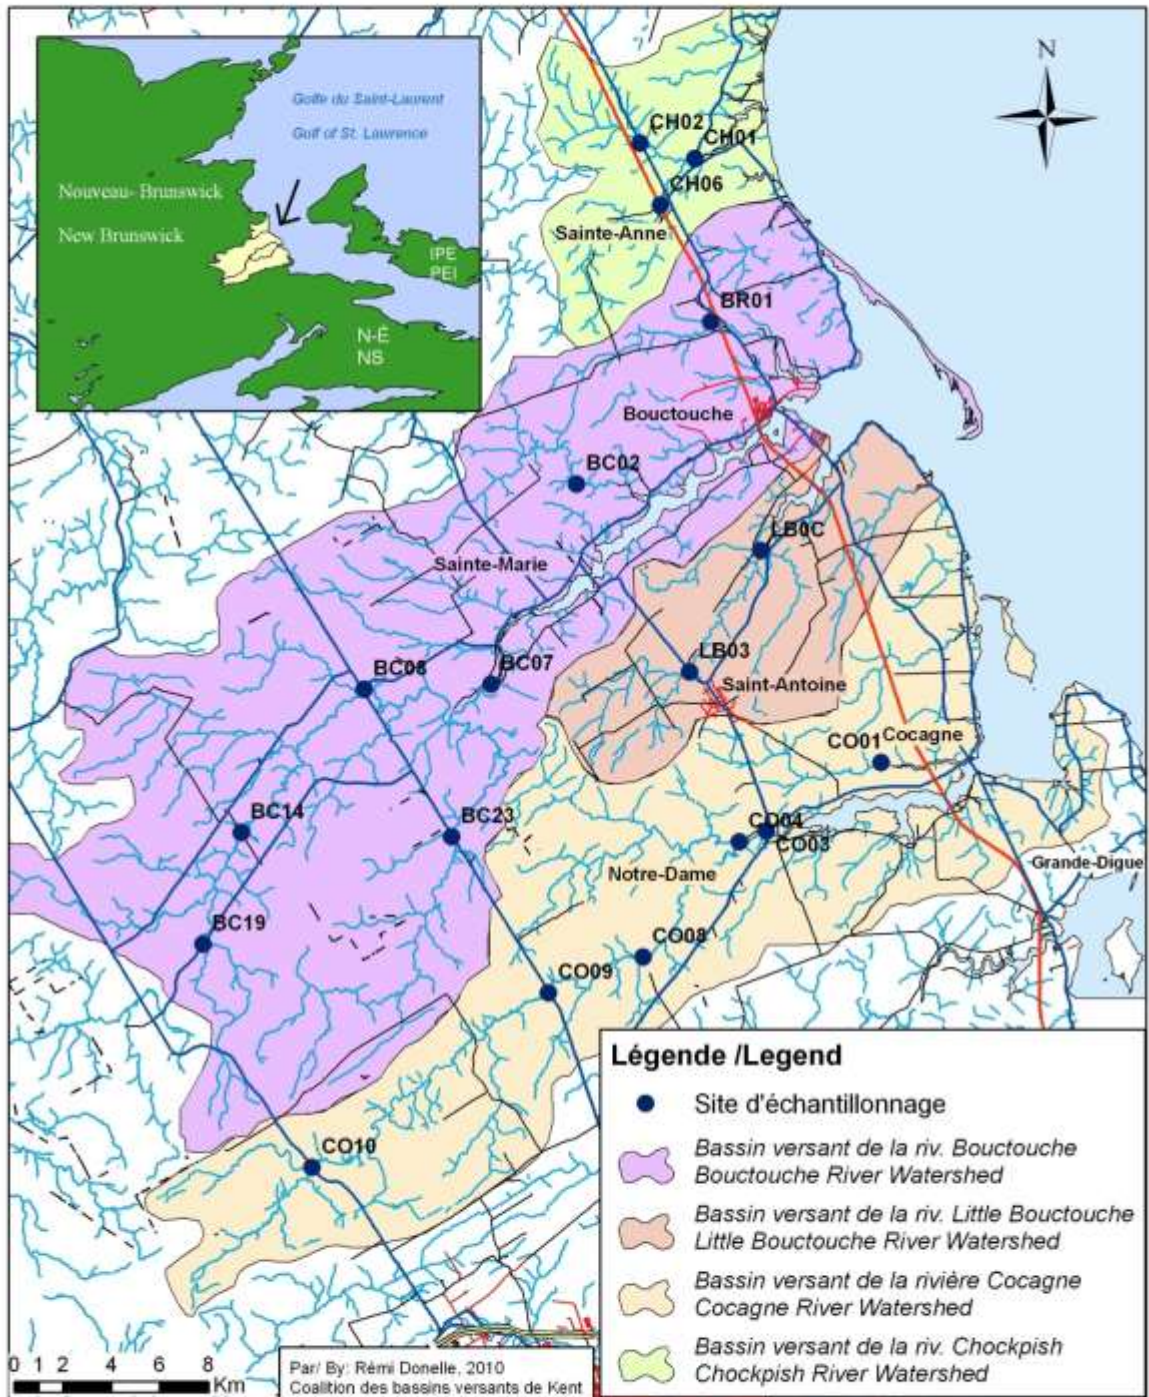 Golfe du Saint-Laurent
Gulf of St. Lawrence
Nouveau- Brunswick
New Brunswick
IPE
PEI
N-É
NS
N
CH02
CH01
CH06
Sainte-Anne
BR01
Bouctouche
BC02
LB0C
Sainte-Marie
LB03
BC07
BC08
Saint-Antoine
CO01
Cocagne
BC14
BC23
CO04
CO03
Notre-Dame
Grande-Digue
BC19
CO08
CO09
CO10
Légende /Legend
Site d'échantillonnage
Bassin versant de la riv. Bouctouche
Bouctouche River Watershed
Bassin versant de la riv. Little Bouctouche
Little Bouctouche River Watershed
Bassin versant de la rivière Cocagne
Cocagne River Watershed
Bassin versant de la riv. Chockpish
Chockpish River Watershed
0 1 2 4 6 8
Km
Par/ By: Rémi Donelle, 2010
Coalition des bassins versants de Kent